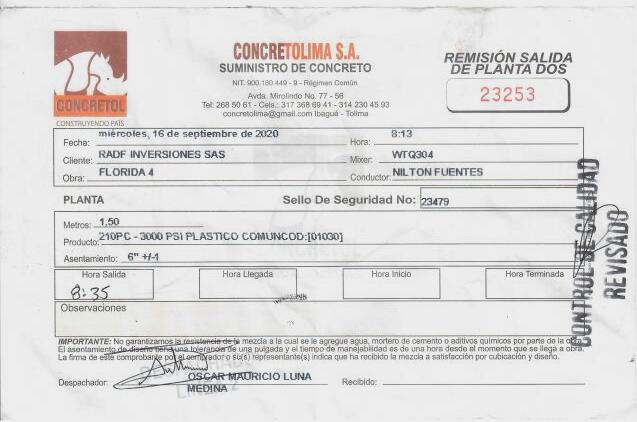 CONCRETOL
CONSTRUYENDO PAÍS
CONCRETOLIMA S.A.
SUMINISTRO DE CONCRETO
NIT. 900.180.449 - 9 - Régimen Común
Avda. Mirolindo No. 77 - 56
Tel: 268 50 61 - Cels.: 317 368 69 41 - 314 230 45 93
concretolima@gmail.com Ibagué - Tolima
REMISIÓN SALIDA
DE PLANTA DOS
23253
Fecha: miércoles, 16 de septiembre de 2020 Hora: 8:13
Cliente: RADF INVERSIONES SAS Mixer: WTQ304
Obra: FLORIDA 4 Conductor: NILTON FUENTES
PLANTA Sello De Seguridad No: 23479
Metros: 1,50
Producto: 210PC - 3000 PSI PLASTICO COMUNCOD:[01030]
Asentamiento: 6" +/-1
Hora Salida Hora Llegada Hora Inicio Hora Terminada
8:35
Observaciones
IMPORTANTE: No garantizamos la resistencia de la mezcla a la cual se le agregue agua, mortero de cemento o aditivos químicos por parte de la
El asentamiento de diseño tiene una tolerancia de una pulgada y el tiempo de manejabilidad es de una hora desde el momento que se llega a obra.
La firma de este comprobante por el comprador o su(s) representante(s) indica que ha recibido la mezcla a satisfacción por cubicación y diseño.
Despachador: OSCAR MAURICIO LUNA
MEDINA
Recibido:
CONTROL DE CALIDAD
REVISADO